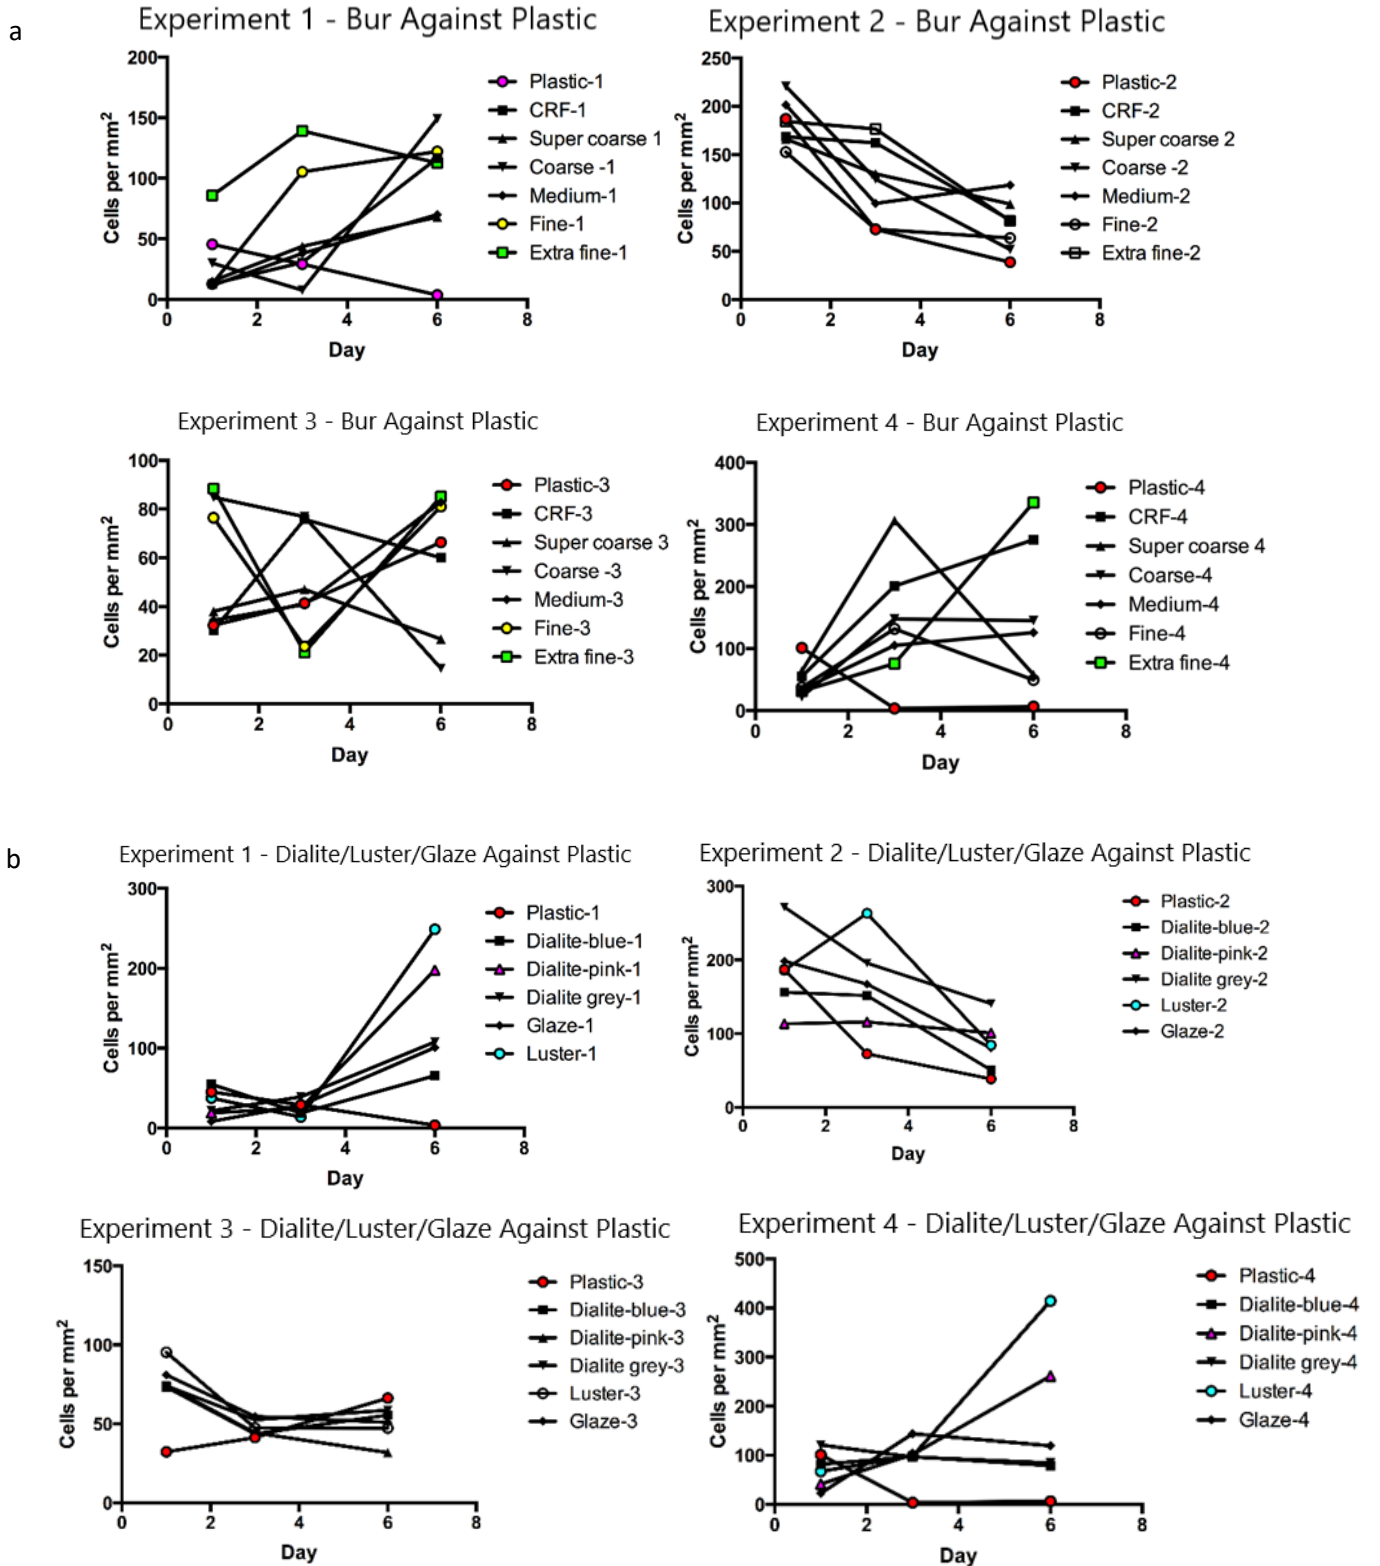 a
Experiment 1 - Bur Against Plastic
200
150
100
50
0
0 2 4 6 8
Cells per mm2
Day
Plastic-1
CRF-1
Super coarse 1
Coarse -1
Medium-1
Fine-1
Extra fine-1
Experiment 2 - Bur Against Plastic
250
200
150
100
50
0
0 2 4 6 8
Cells per mm2
Day
Plastic-2
CRF-2
Super coarse 2
Coarse -2
Medium-2
Fine-2
Extra fine-2
Experiment 3 - Bur Against Plastic
100
80
60
40
20
0
0 2 4 6 8
Cells per mm2
Day
Plastic-3
CRF-3
Super coarse 3
Coarse -3
Medium-3
Fine-3
Extra fine-3
Experiment 4 - Bur Against Plastic
400
300
200
100
0
0 2 4 6 8
Cells per mm2
Day
Plastic-4
CRF-4
Super coarse 4
Coarse-4
Medium-4
Fine-4
Extra fine-4
b
Experiment 1 - Dialite/Luster/Glaze Against Plastic
300
200
100
0
0 2 4 6 8
Cells per mm2
Day
Plastic-1
Dialite-blue-1
Dialite-pink-1
Dialite grey-1
Glaze-1
Luster-1
Experiment 2 - Dialite/Luster/Glaze Against Plastic
300
200
100
0
0 2 4 6 8
Cells per mm2
Day
Plastic-2
Dialite-blue-2
Dialite-pink-2
Dialite grey-2
Luster-2
Glaze-2
Experiment 3 - Dialite/Luster/Glaze Against Plastic
150
100
50
0
0 2 4 6 8
Cells per mm2
Day
Plastic-3
Dialite-blue-3
Dialite-pink-3
Dialite grey-3
Luster-3
Glaze-3
Experiment 4 - Dialite/Luster/Glaze Against Plastic
500
400
300
200
100
0
0 2 4 6 8
Cells per mm2
Day
Plastic-4
Dialite-blue-4
Dialite-pink-4
Dialite grey-4
Luster-4
Glaze-4